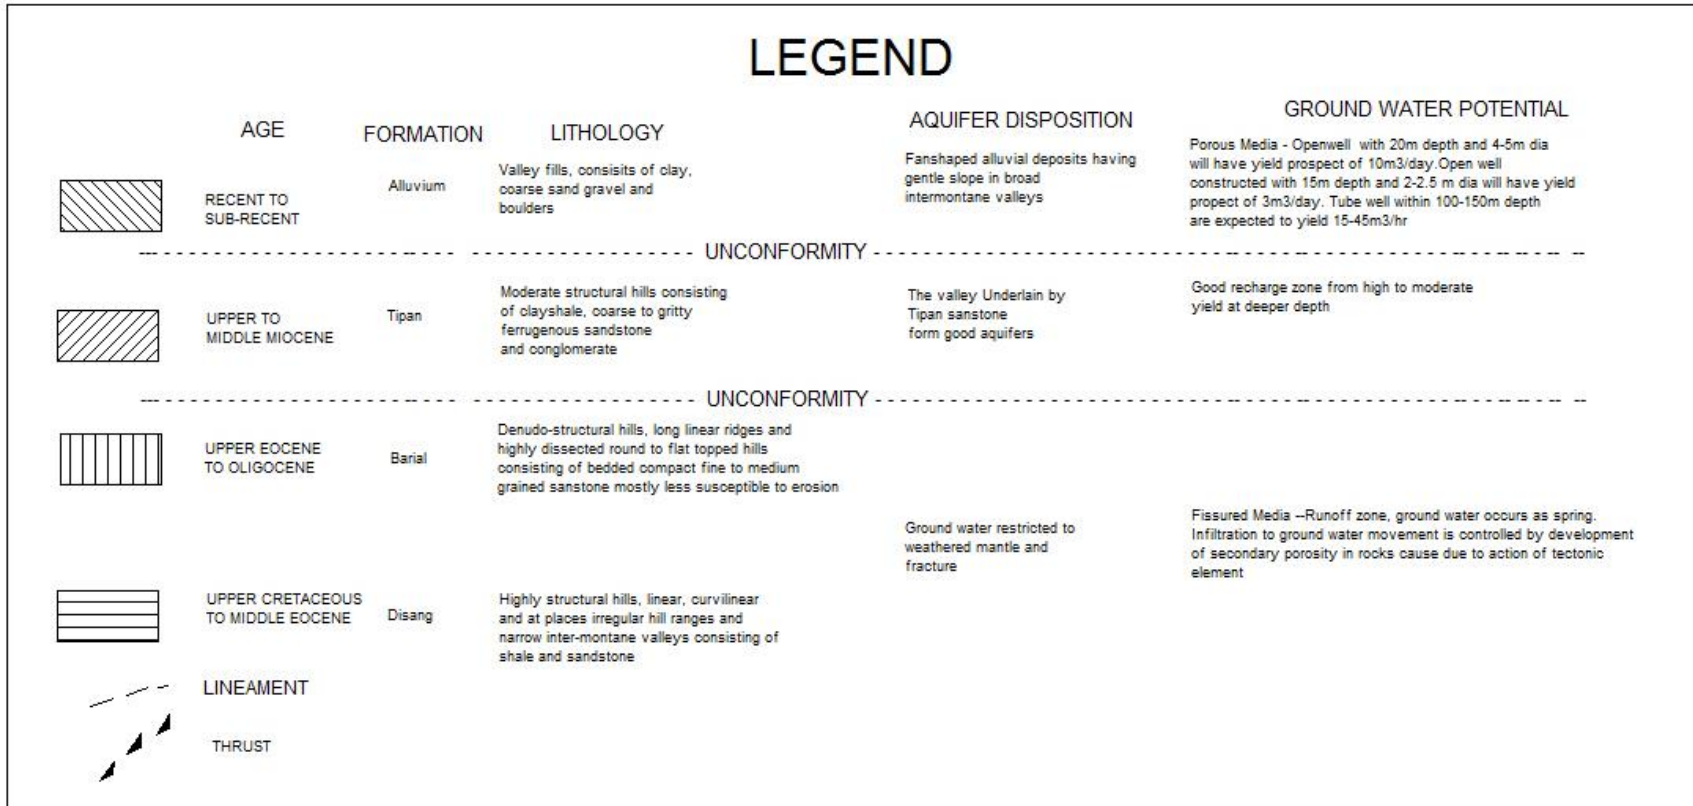 LEGEND
AGE
FORMATION
LITHOLOGY
AQUIFER DISPOSITION
GROUND WATER POTENTIAL
RECENT TO
SUB-RECENT
Alluvium
Valley fills, consisits of clay,
coarse sand gravel and
boulders
Fanshaped alluvial deposits having
gentle slope in broad
intermontane valleys
Porous Media - Openwell with 20m depth and 4-5m dia
will have yield prospect of 10m3/day.Open well
constructed with 15m depth and 2-2.5 m dia will have yield
propect of 3m3/day. Tube well within 100-150m depth
are expected to yield 15-45m3/hr
UNCONFORMITY
UPPER TO
MIDDLE MIOCENE
Tipan
Moderate structural hills consisting
of clayshale, coarse to gritty
ferrugenous sandstone
and conglomerate
The valley Underlain by
Tipan sanstone
form good aquifers
Good recharge zone from high to moderate
yield at deeper depth
UNCONFORMITY
UPPER EOCENE
TO OLIGOCENE
Barial
Denudo-structural hills, long linear ridges and
highly dissected round to flat topped hills
consisting of bedded compact fine to medium
grained sanstone mostly less susceptible to erosion
Ground water restricted to
weathered mantle and
fracture
Fissured Media --Runoff zone, ground water occurs as spring.
Infiltration to ground water movement is controlled by development
of secondary porosity in rocks cause due to action of tectonic
element
UPPER CRETACEOUS
TO MIDDLE EOCENE
Disang
Highly structural hills, linear, curvilinear
and at places irregular hill ranges and
narrow inter-montane valleys consisting of
shale and sandstone
LINEAMENT
THRUST